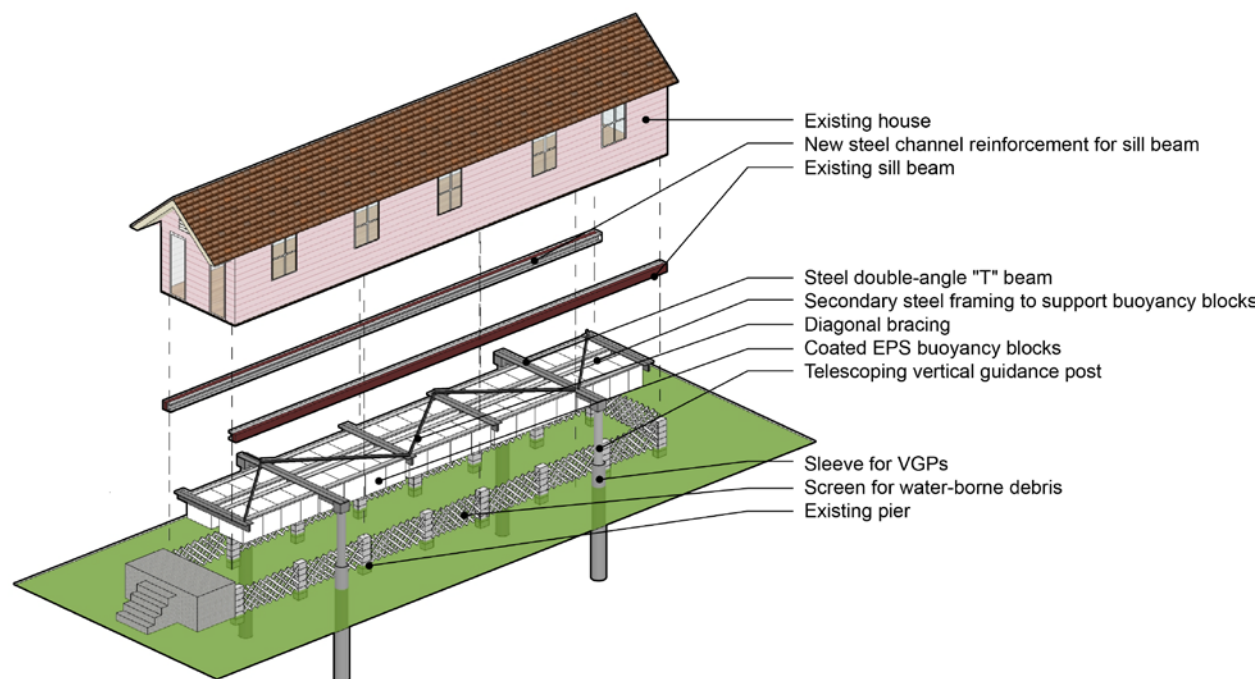 Existing house
New steel channel reinforcement for sill beam
Existing sill beam
Steel double-angle "T" beam
Secondary steel framing to support buoyancy blocks
Diagonal bracing
Coated EPS buoyancy blocks
Telescoping vertical guidance post
Sleeve for VGPs
Screen for water-borne debris
Existing pier